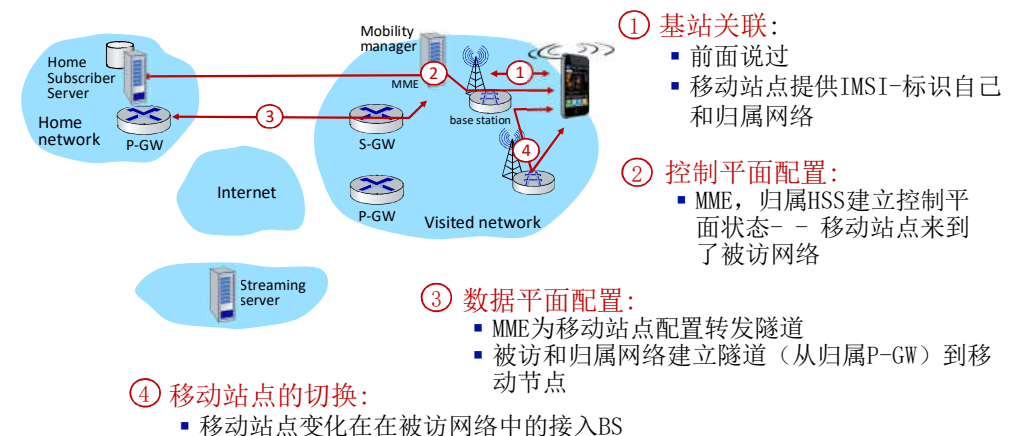 Home
Subscriber
Server
Home
network
P-GW
Mobility
manager
MME
base station
S-GW
P-GW
Internet
Visited network
Streaming
server
1
2
3
4
① 基站关联:
▪ 前面说过
▪ 移动站点提供IMSI-标识自己
和归属网络
② 控制平面配置:
▪ MME，归属HSS建立控制平
面状态- - 移动站点来到
了被访网络
③ 数据平面配置:
▪ MME为移动站点配置转发隧道
▪ 被访和归属网络建立隧道（从归属P-GW）到移
动节点
④ 移动站点的切换:
▪ 移动站点变化在在被访网络中的接入BS